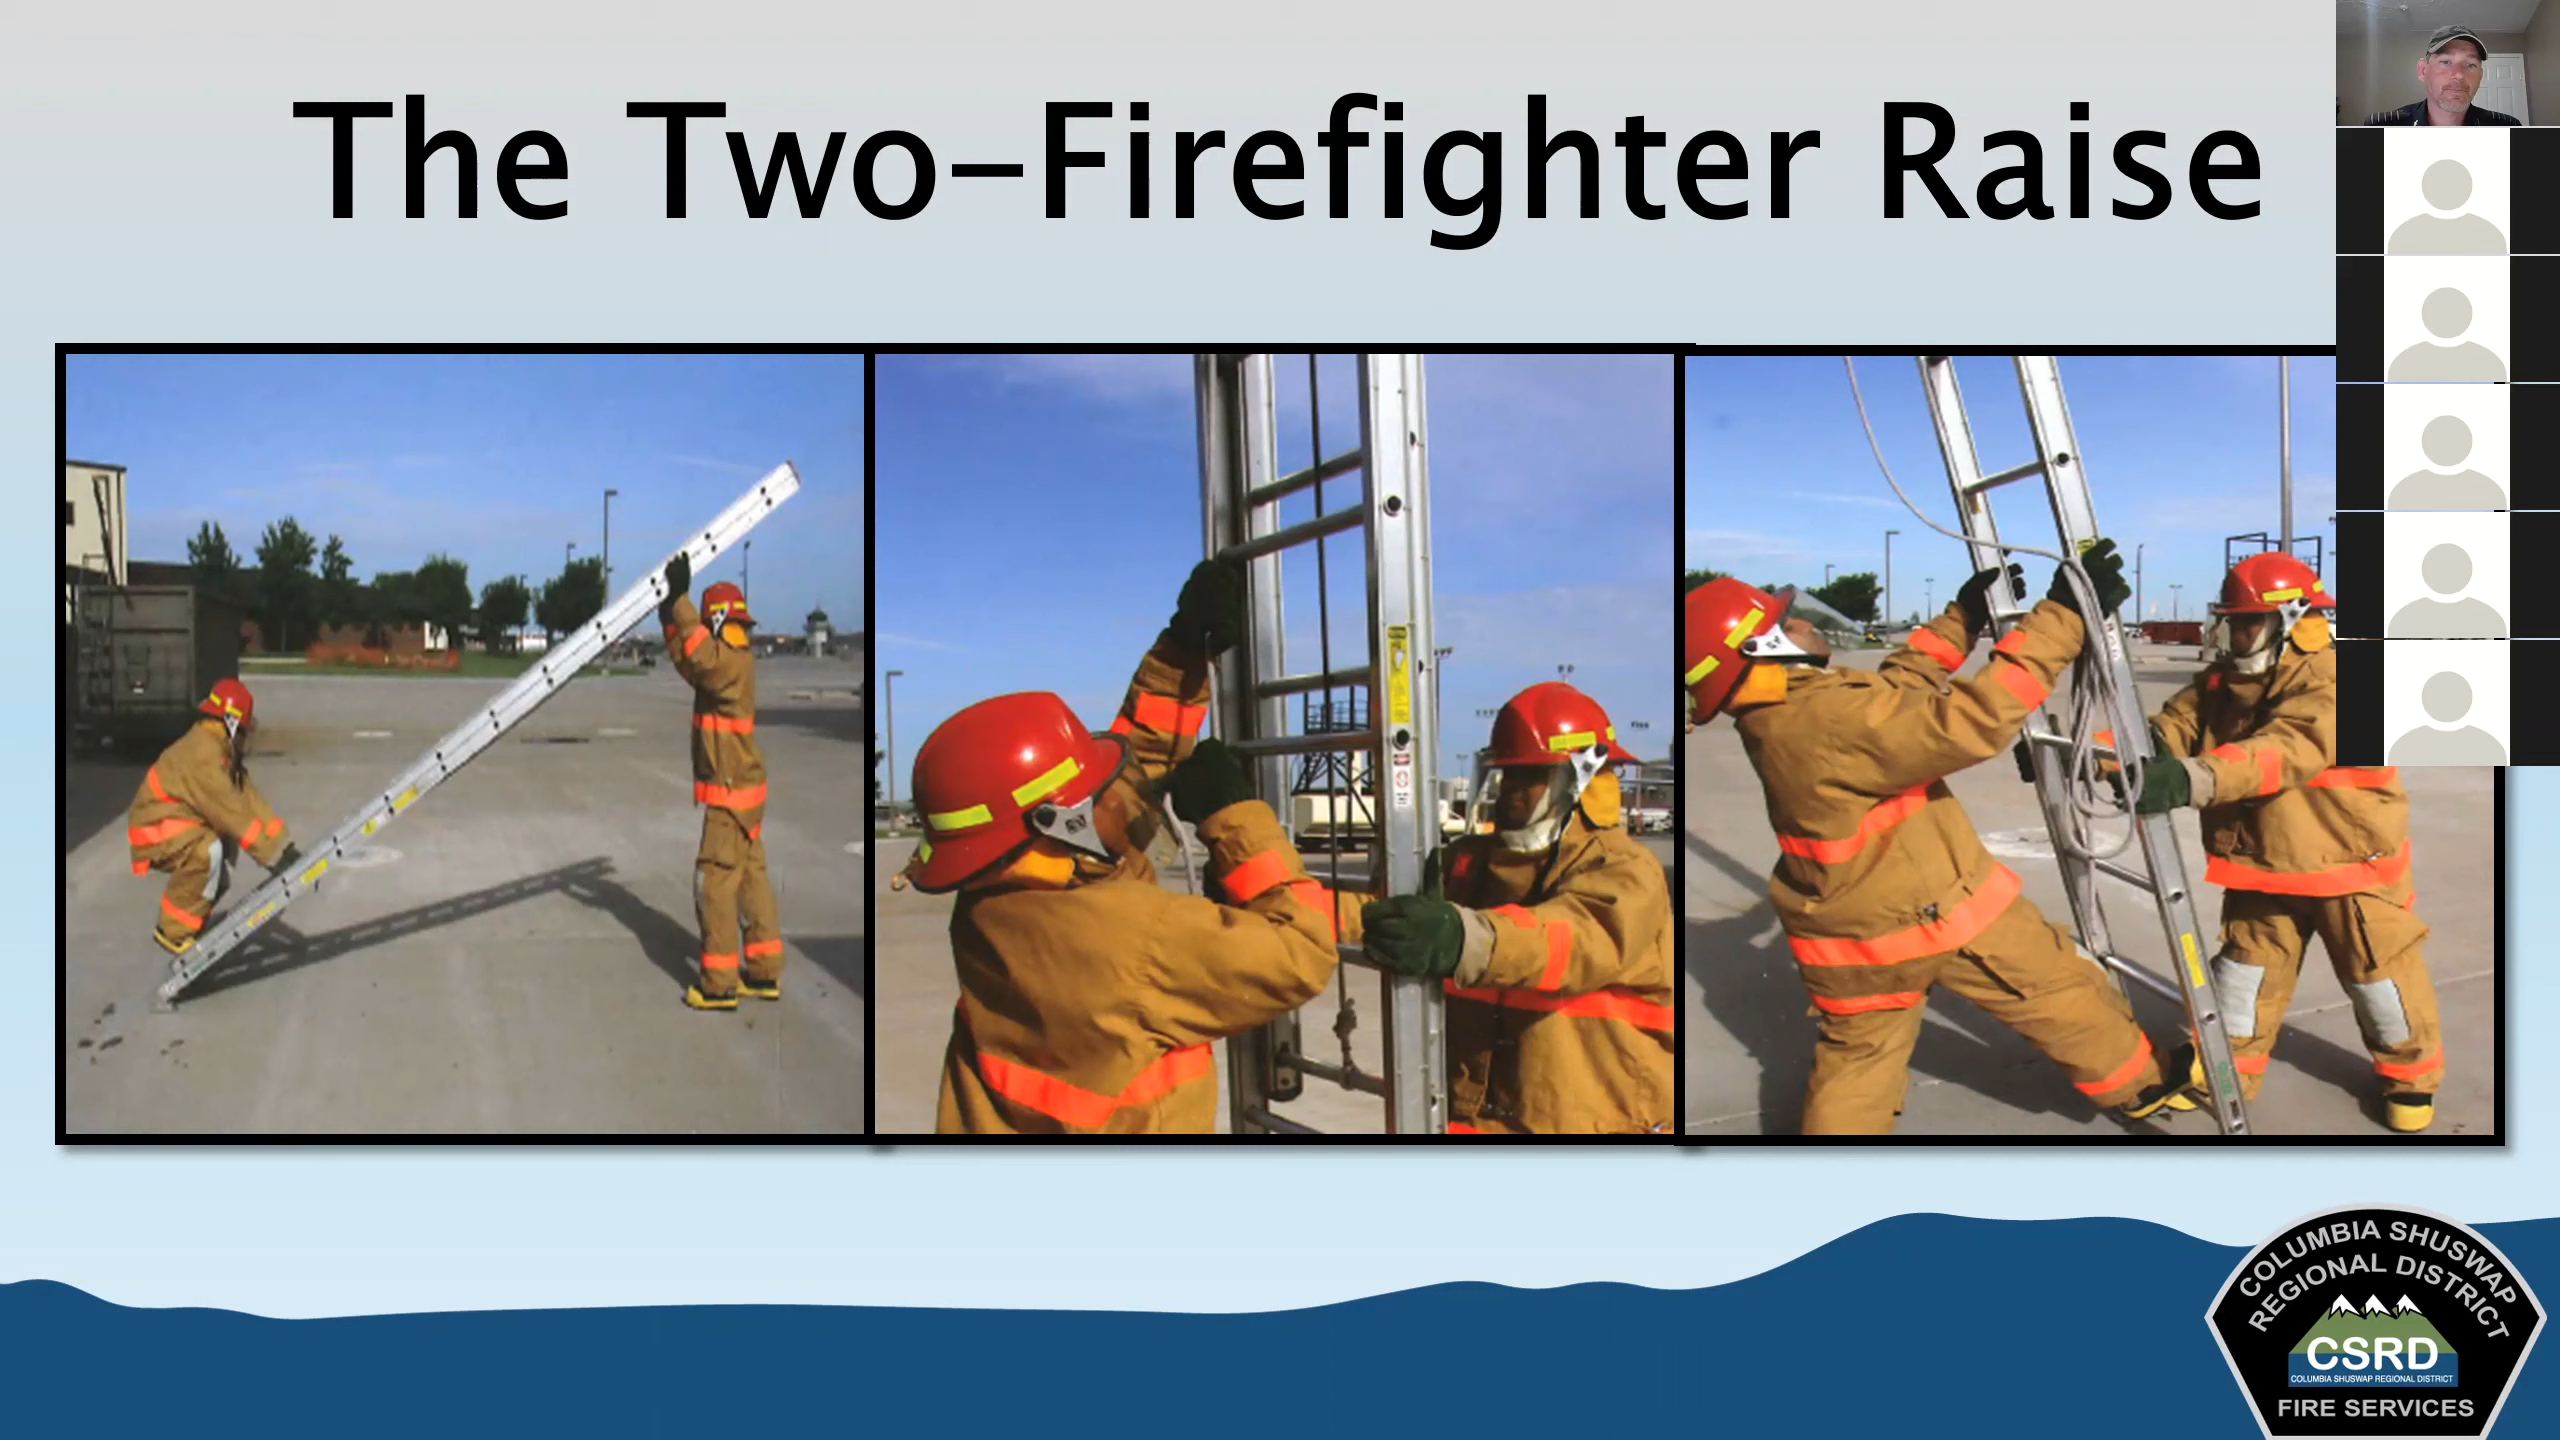 The Two-Firefighter Raise
COLUMBIA SHUSWAP
REGIONAL DISTRICT
CSRD
COLUMBIA SHUSWAP REGIONAL DISTRICT
FIRE SERVICES